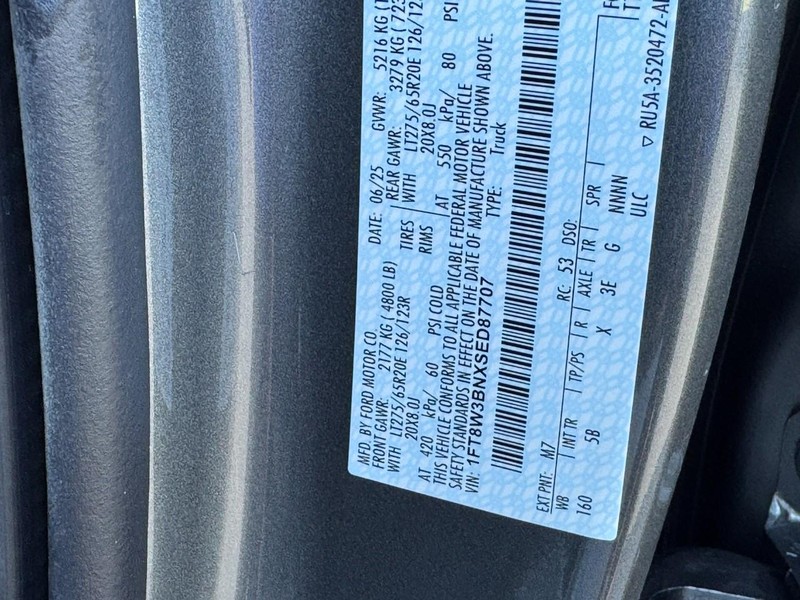 MFD. BY FORD MOTOR CO.
DATE: 06/25 GVWR: 5216 KG
FRONT GAWR: 2177 KG ( 4800 LB) REAR GAWR: 3279 KG ( 723
WITH LT275/65R20E 126/123R TIRES WITH LT275/65R20E 126/12
20X8.0J RIMS 20X8.0J
AT 420 kPa/ 60 PSI COLD AT 550 kPa/ 80 PSI
THIS VEHICLE CONFORMS TO ALL APPLICABLE FEDERAL MOTOR VEHICLE
SAFETY STANDARDS IN EFFECT ON THE DATE OF MANUFACTURE SHOWN ABOVE.
VIN: 1FT8W3BNXSED87707 TYPE: Truck
EXT PNT: M7 RC: 53 DSO:
WB INT TR TP/PS R AXLE TR SPR
160 5B X 3E G NNNN
ULC
▽ RU5A-3520472-A